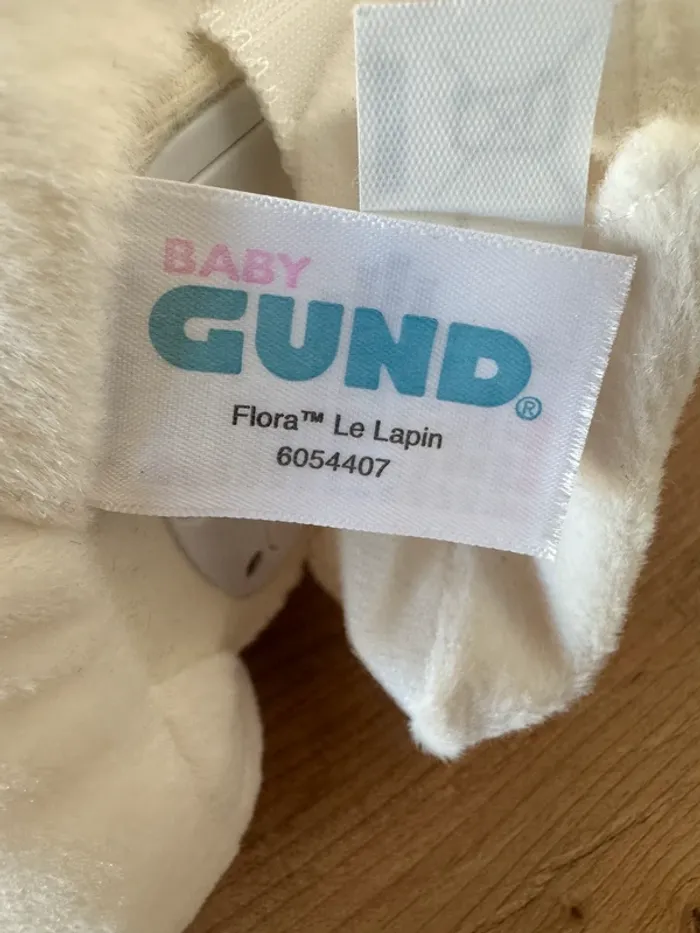 BABY
GUND®
Flora™ Le Lapin
6054407